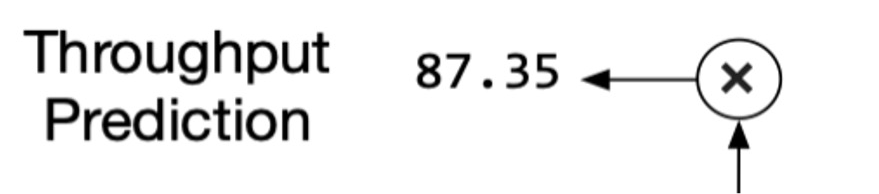 Throughput
Prediction
87.35
×